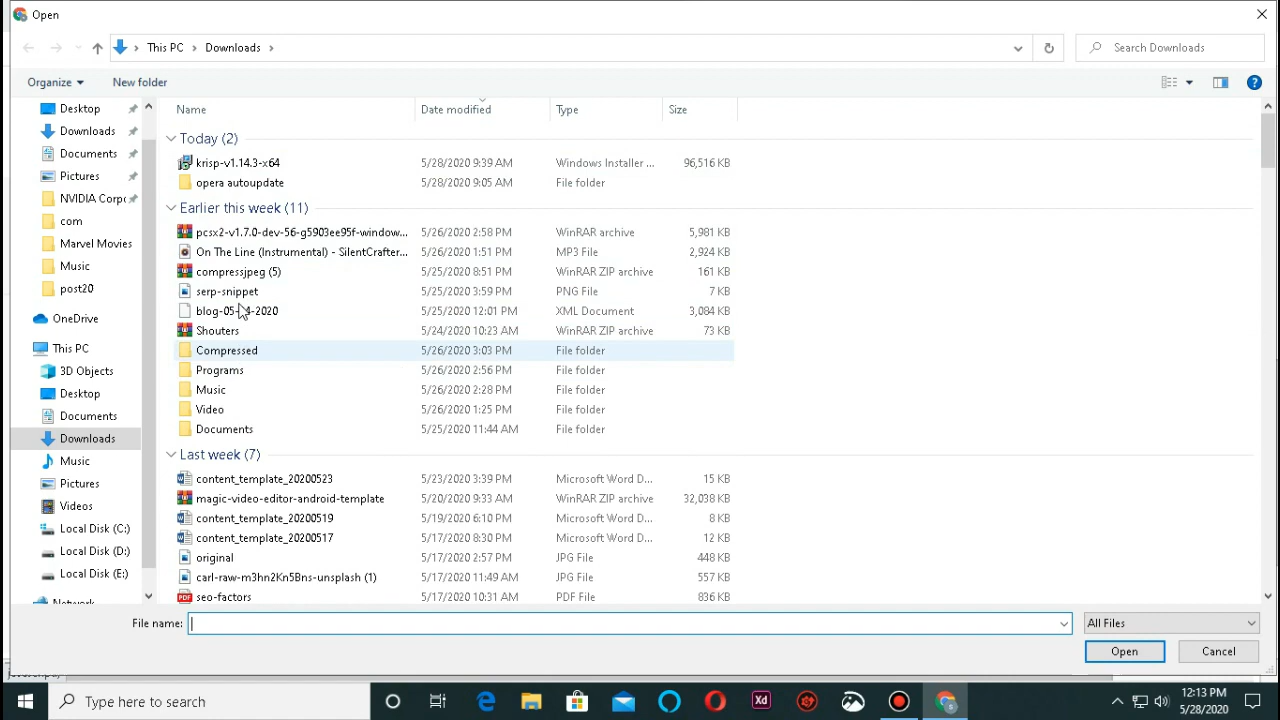 Open
This PC > Downloads >
Search Downloads
Organize
New folder
Desktop
Downloads
Documents
Pictures
NVIDIA Corp
com
Marvel Movies
Music
post20
OneDrive
This PC
3D Objects
Desktop
Documents
Downloads
Music
Pictures
Videos
Local Disk (C:)
Local Disk (D:)
Local Disk (E:)
Network
Name Date modified Type Size
Today (2)
krisp-v1.14.3-x64 5/28/2020 9:39 AM Windows Installer ... 96,516 KB
opera autoupdate 5/28/2020 9:05 AM File folder
Earlier this week (11)
pcsx2-v1.7.0-dev-56-g5903ee95f-window... 5/26/2020 2:58 PM WinRAR archive 5,981 KB
On The Line (Instrumental) - SilentCrafter... 5/26/2020 1:51 PM MP3 File 2,924 KB
compressjpeg (5) 5/25/2020 8:51 PM WinRAR ZIP archive 161 KB
serp-snippet 5/25/2020 3:59 PM PNG File 7 KB
blog-05- 4-2020 5/25/2020 12:01 PM XML Document 3,084 KB
Shouters 5/24/2020 10:23 AM WinRAR archive 73 KB
Compressed 5/26/2020 3:03 PM File folder
Programs 5/26/2020 2:56 PM File folder
Music 5/26/2020 2:28 PM File folder
Video 5/26/2020 1:25 PM File folder
Documents 5/25/2020 11:44 AM File folder
Last week (7)
content_template_20200523 5/23/2020 3:39 PM Microsoft Word D... 15 KB
magic-video-editor-android-template 5/20/2020 9:33 AM WinRAR ZIP archive 32,038 KB
content_template_20200519 5/19/2020 6:10 PM Microsoft Word D... 8 KB
content_template_20200517 5/17/2020 8:30 PM Microsoft Word D... 12 KB
original 5/17/2020 2:57 PM JPG File 448 KB
carl-raw-m3hn2Kn5Bns-unsplash (1) 5/17/2020 11:49 AM JPG File 557 KB
seo-factors 5/17/2020 10:31 AM PDF File 836 KB
File name:
All Files
Open Cancel
Type here to search
Xd
12:13 PM
5/28/2020